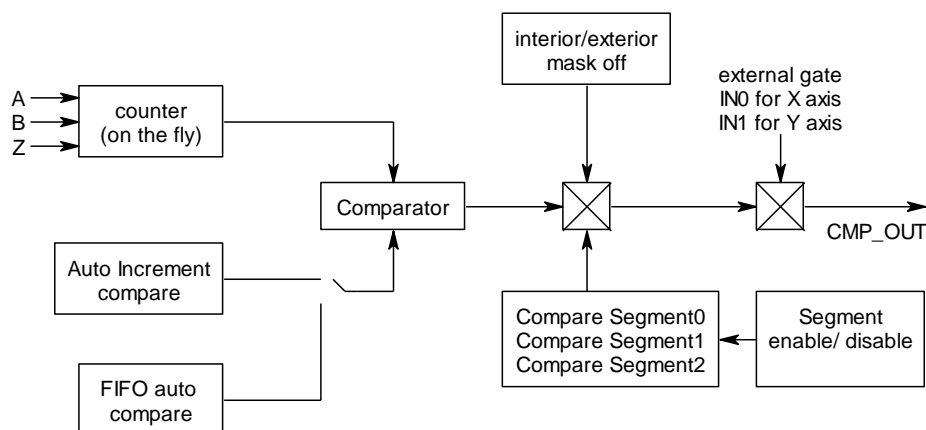 interior/exterior
mask off
external gate
IN0 for X axis
IN1 for Y axis
A
B
Z
counter
(on the fly)
Comparator
CMP_OUT
Auto Increment
compare
Compare Segment0
Compare Segment1
Compare Segment2
Segment
enable/ disable
FIFO auto
compare